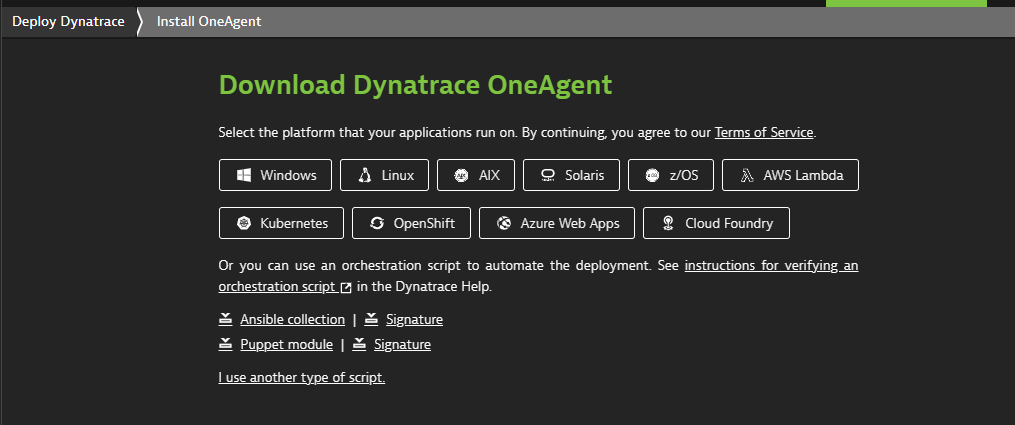 Deploy Dynatrace Install OneAgent
Download Dynatrace OneAgent
Select the platform that your applications run on. By continuing, you agree to our Terms of Service.
Windows Linux AIX Solaris z/OS AWS Lambda
Kubernetes OpenShift Azure Web Apps Cloud Foundry
Or you can use an orchestration script to automate the deployment. See instructions for verifying an
orchestration script in the Dynatrace Help.
Ansible collection | Signature
Puppet module | Signature
I use another type of script.